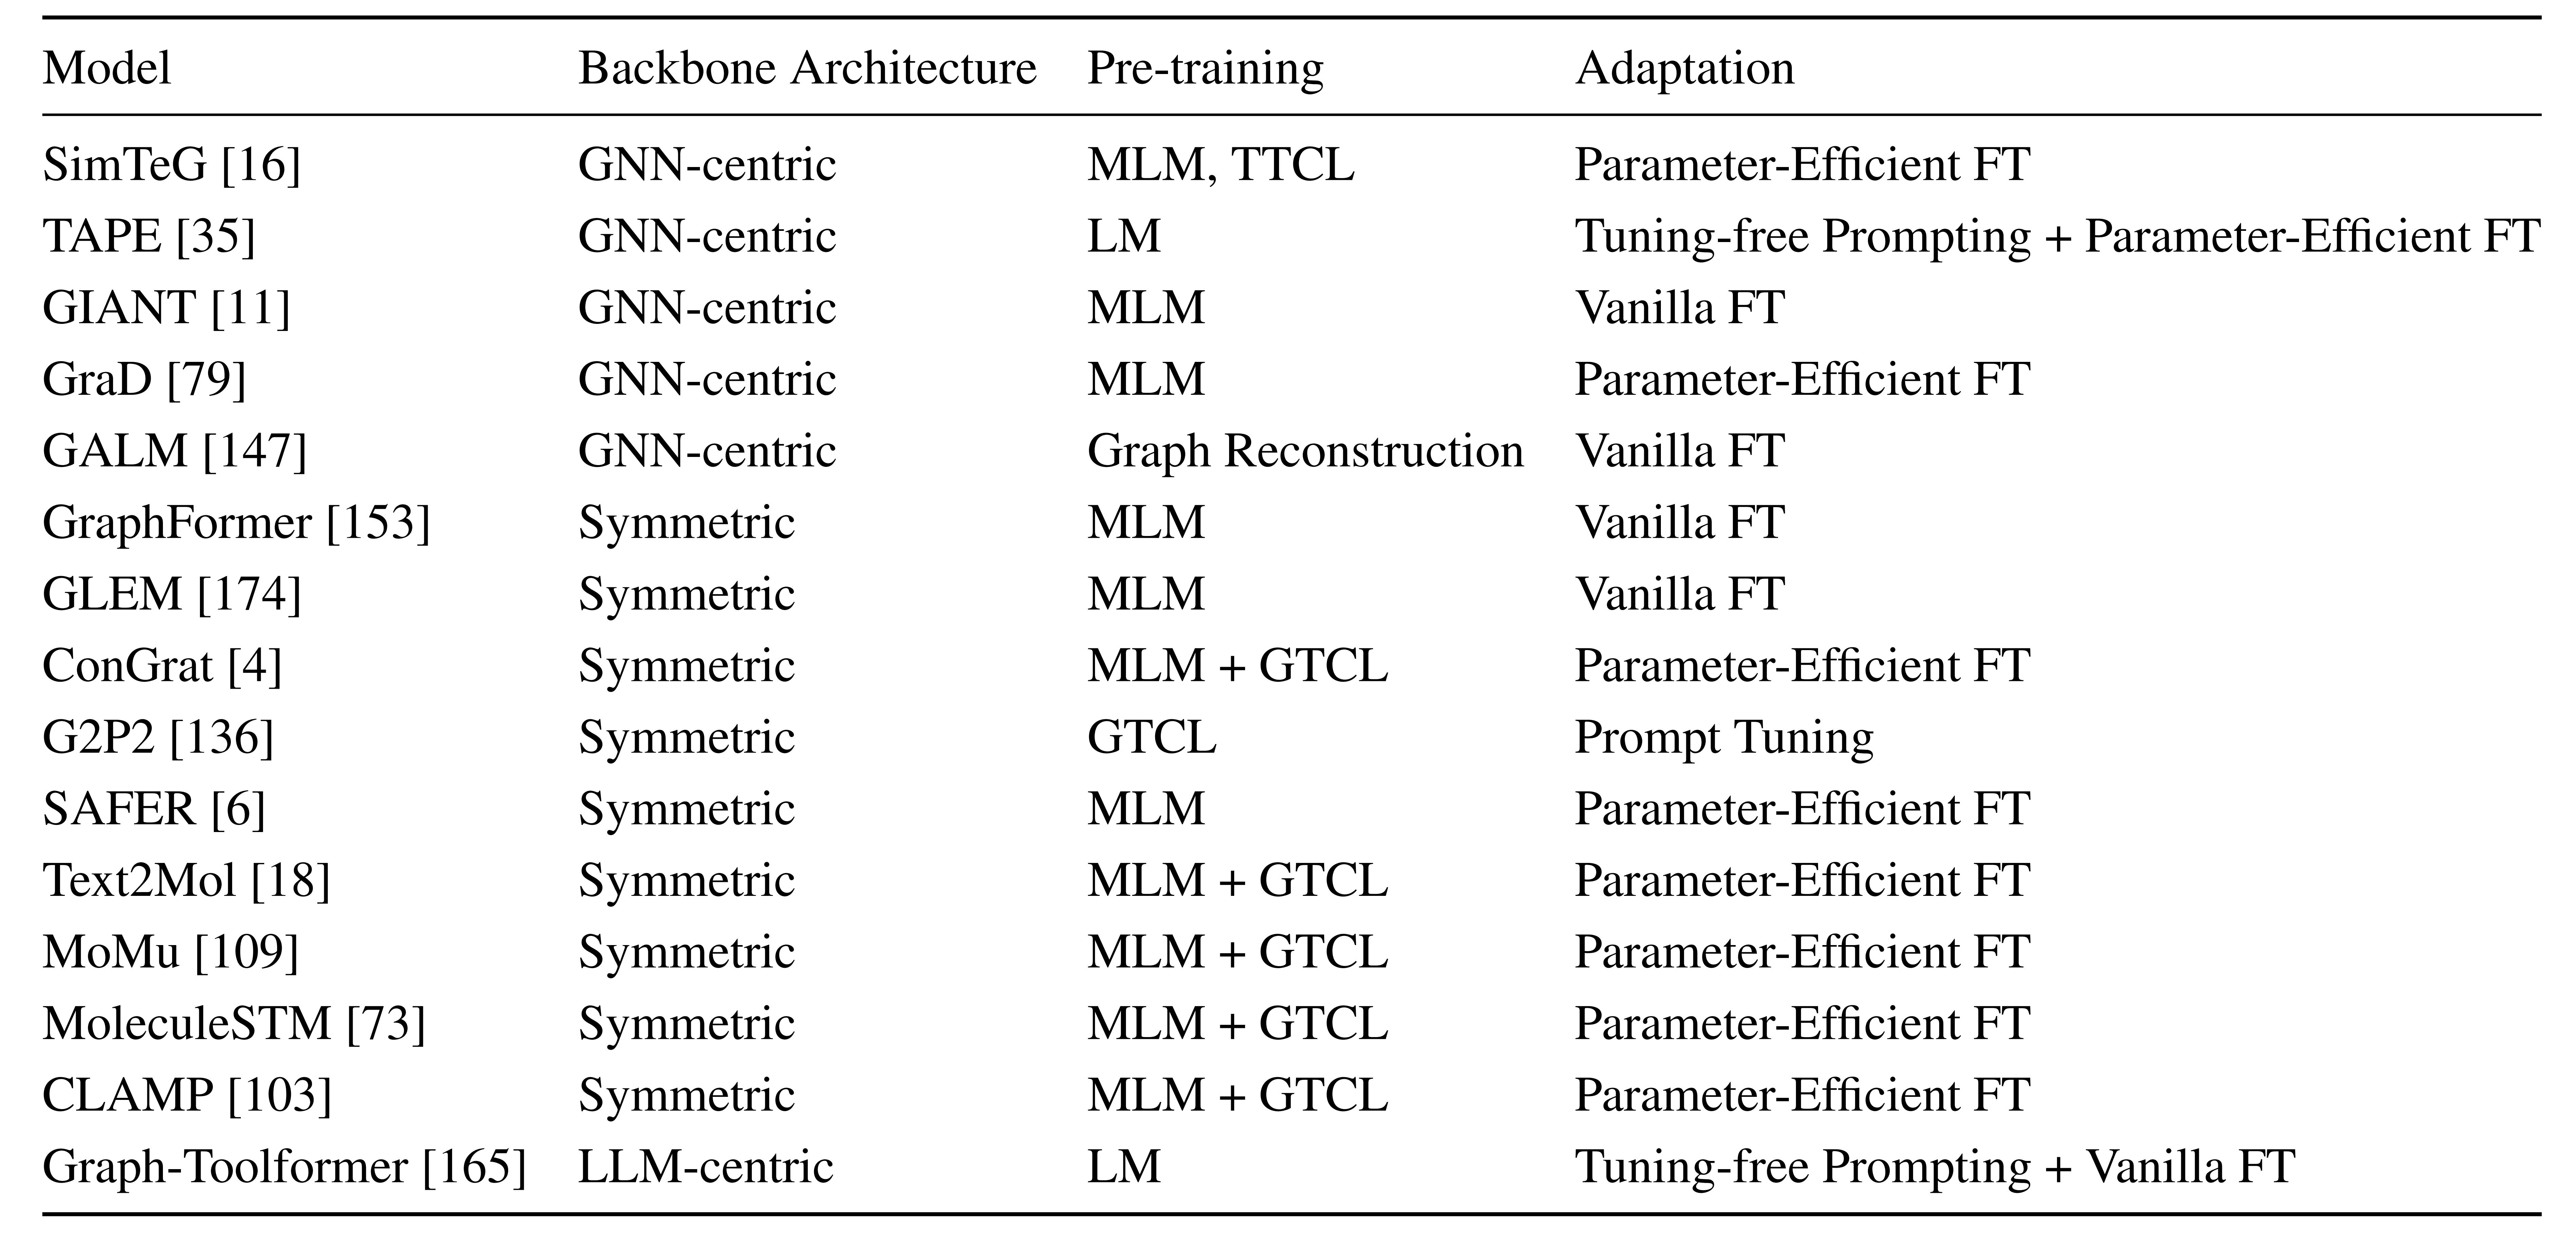 Model Backbone Architecture Pre-training Adaptation
SimTeG [16] GNN-centric MLM, TTCL Parameter-Efficient FT
TAPE [35] GNN-centric LM Tuning-free Prompting + Parameter-Efficient FT
GIANT [11] GNN-centric MLM Vanilla FT
GraD [79] GNN-centric MLM Parameter-Efficient FT
GALM [147] GNN-centric Graph Reconstruction Vanilla FT
GraphFormer [153] Symmetric MLM Vanilla FT
GLEM [174] Symmetric MLM Vanilla FT
ConGrat [4] Symmetric MLM + GTCL Parameter-Efficient FT
G2P2 [136] Symmetric GTCL Prompt Tuning
SAFER [6] Symmetric MLM Parameter-Efficient FT
Text2Mol [18] Symmetric MLM + GTCL Parameter-Efficient FT
MoMu [109] Symmetric MLM + GTCL Parameter-Efficient FT
MoleculeSTM [73] Symmetric MLM + GTCL Parameter-Efficient FT
CLAMP [103] Symmetric MLM + GTCL Parameter-Efficient FT
Graph-Toolformer [165] LLM-centric LM Tuning-free Prompting + Vanilla FT